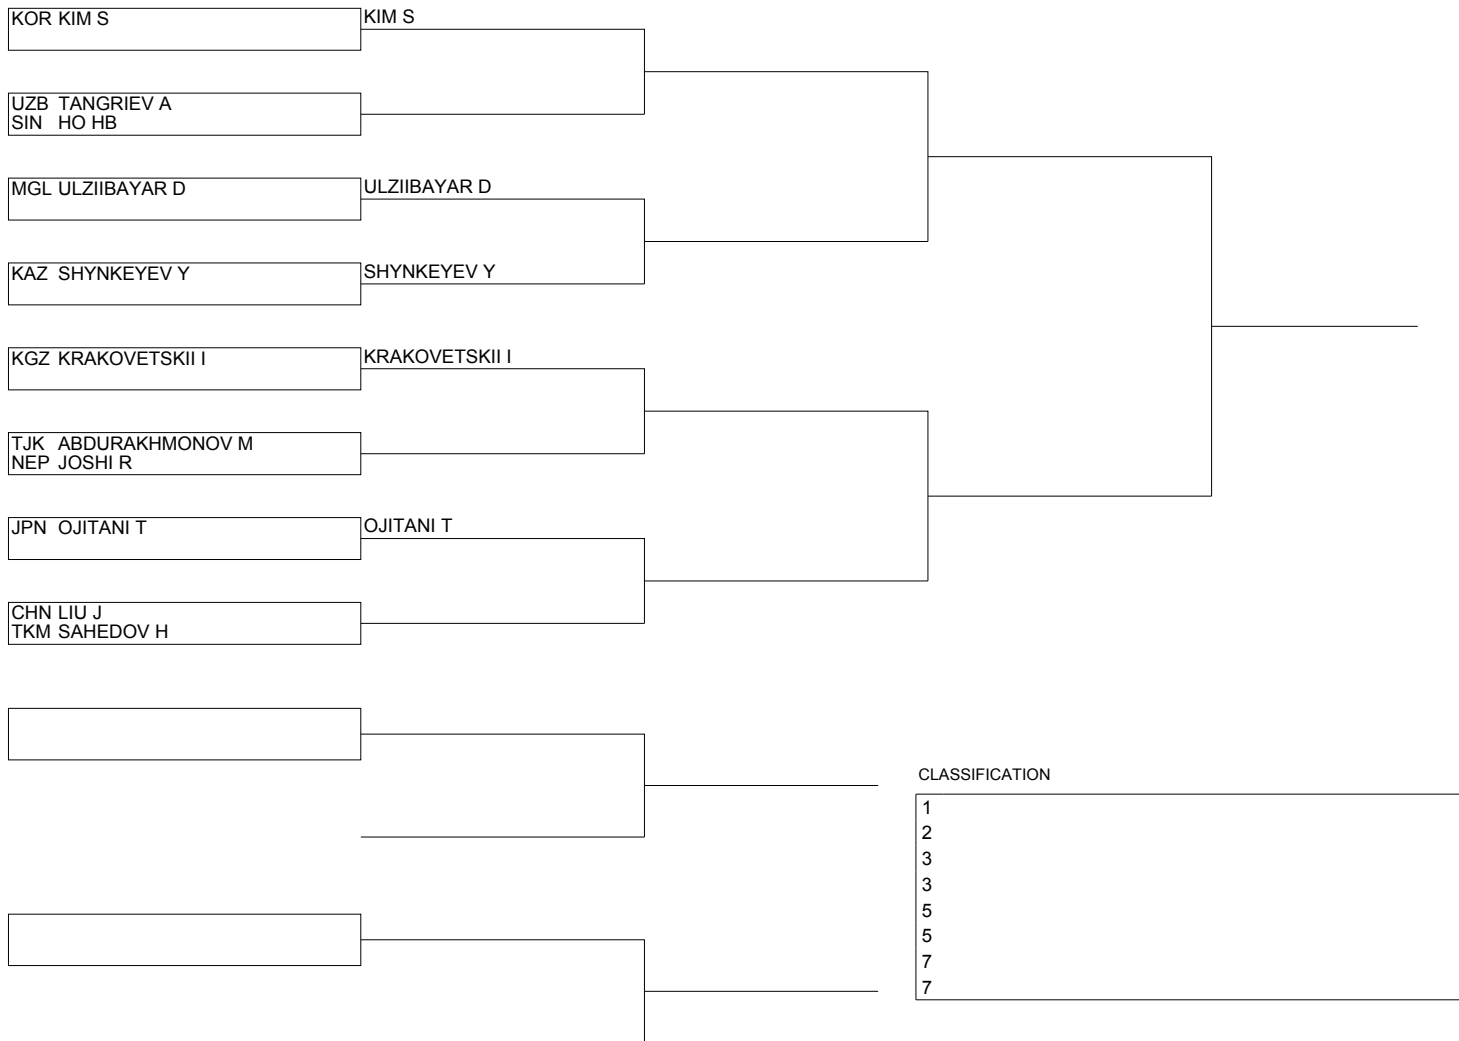 KOR KIM S
KIM S
UZB TANGRIEV A
SIN HO HB
MGL ULZIIBAYAR D
ULZIIBAYAR D
KAZ SHYNKEYEV Y
SHYNKEYEV Y
KGZ KRAKOVETSKII I
KRAKOVETSKII I
TJK ABDURAKHMONOV M
NEP JOSHI R
JPN OJITANI T
OJITANI T
CHN LIU J
TKM SAHEDOV H
CLASSIFICATION
1
2
3
3
5
5
7
7